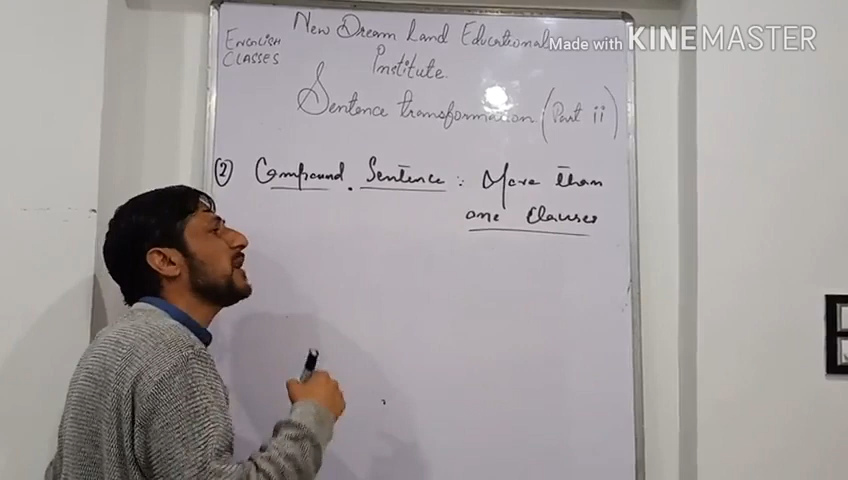 New Dream Land Educational
Made with KINEMASTER
ENGLISH
CLASSES
Institute
Sentence transformation (Part ii)
② Compound Sentence : More than
one Clauses